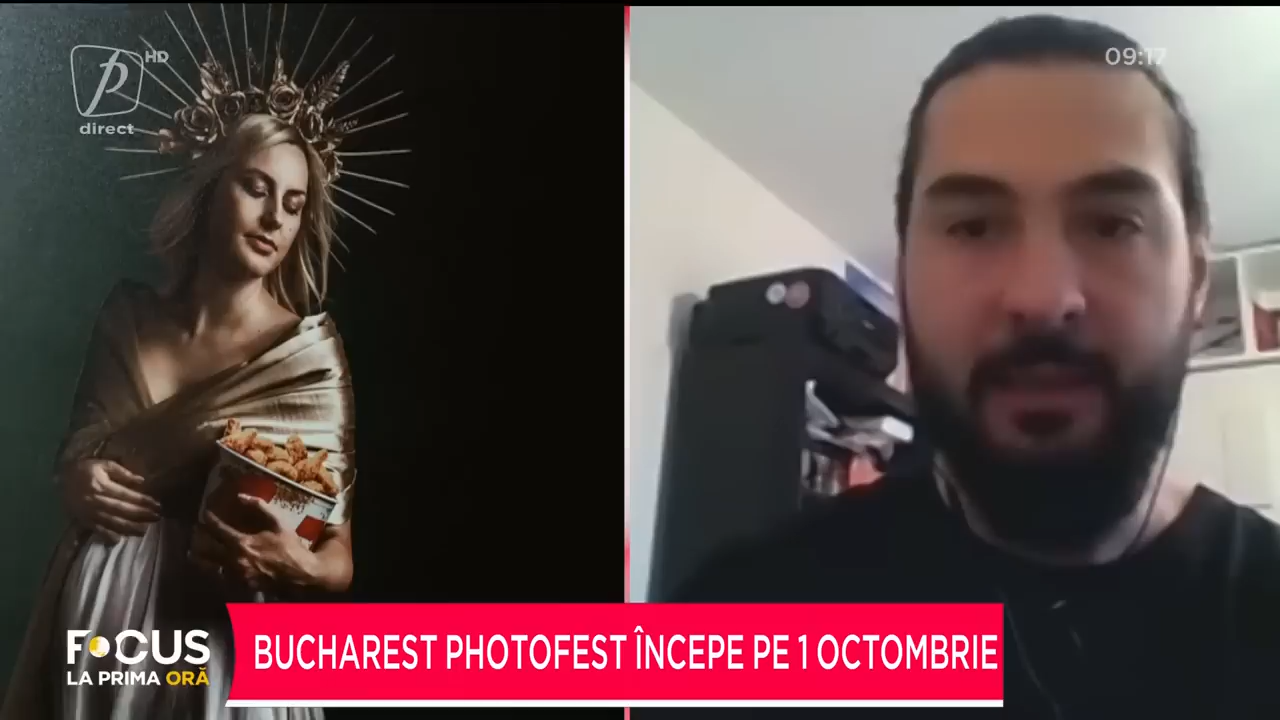 HD
direct
09:17
FOCUS
LA PRIMA ORĂ
BUCHAREST PHOTOFEST ÎNCEPE PE 1 OCTOMBRIE